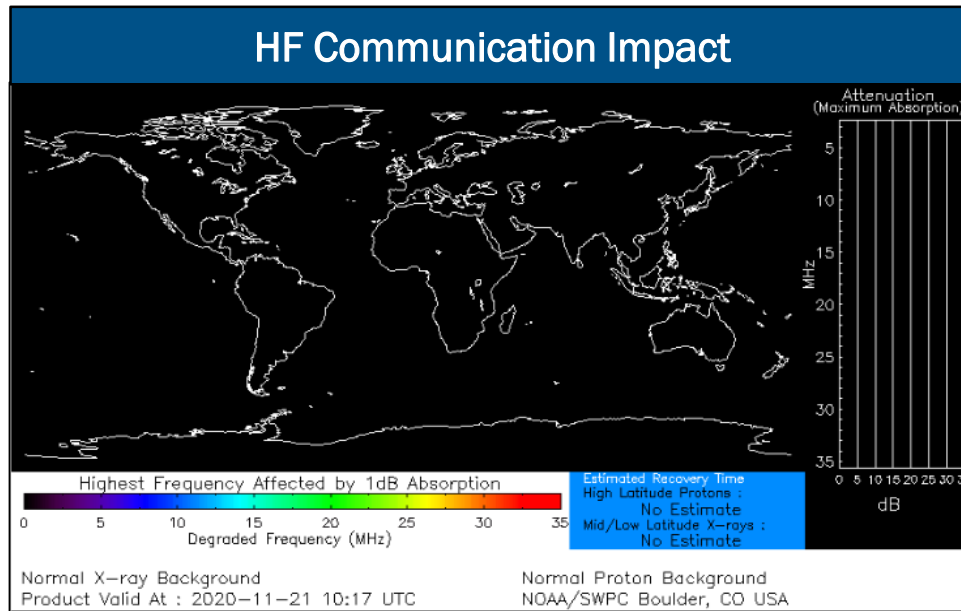 HF Communication Impact
Attenuation
(Maximum Absorption)
5
10
15
20
25
30
35
MHz
0 5 10 15 20 25 30
dB
Highest Frequency Affected by 1dB Absorption
0 5 10 15 20 25 30 35
Degraded Frequency (MHz)
Estimated Recovery Time
High Latitude Protons :
No Estimate
Mid/Low Latitude X-rays :
No Estimate
Normal X-ray Background
Product Valid At : 2020-11-21 10:17 UTC
Normal Proton Background
NOAA/SWPC Boulder, CO USA